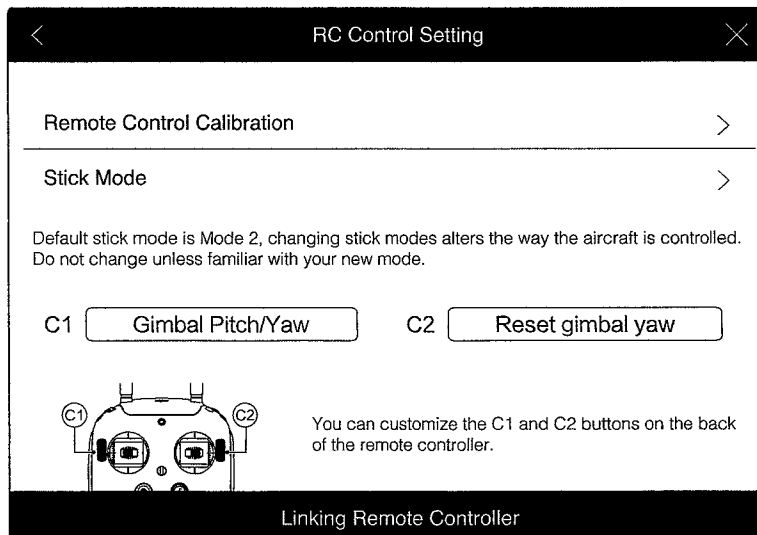 RC Control Setting
Remote Control Calibration
Stick Mode
Default stick mode is Mode 2, changing stick modes alters the way the aircraft is controlled.
Do not change unless familiar with your new mode.
C1 Gimbal Pitch/Yaw C2 Reset gimbal yaw
C1 C2
You can customize the C1 and C2 buttons on the back
of the remote controller.
Linking Remote Controller